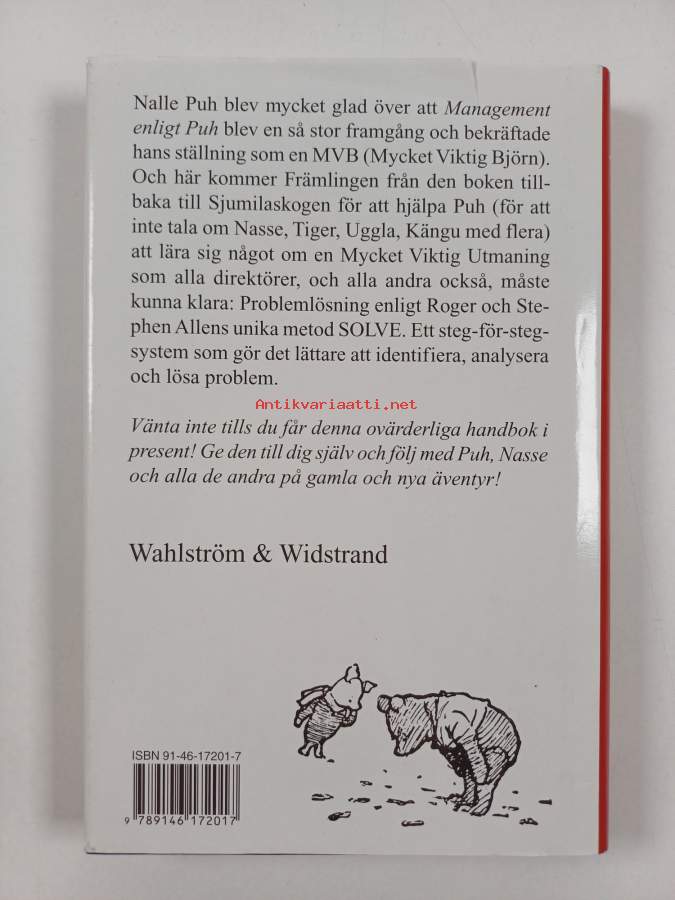 Nalle Puh blev mycket glad över att Management
enligt Puh blev en så stor framgång och bekräftade
hans ställning som en MVB (Mycket Viktig Björn).
Och här kommer Främlingen från den boken till-
baka till Sjumilaskogen för att hjälpa Puh (för att
inte tala om Nasse, Tiger, Uggla, Kängu med flera)
att lära sig något om en Mycket Viktig Utmaning
som alla direktörer, och alla andra också, måste
kunna klara: Problemlösning enligt Roger och Ste-
phen Allens unika metod SOLVE. Ett steg-för-steg-
system som gör det lättare att identifiera, analysera
och lösa problem.
Antikvariaatti.net
Vänta inte tills du får denna ovärderliga handbok i
present! Ge den till dig själv och följ med Puh, Nasse
och alla de andra på gamla och nya äventyr!
Wahlström & Widstrand
ISBN 91-46-17201-7
9 789146 172017